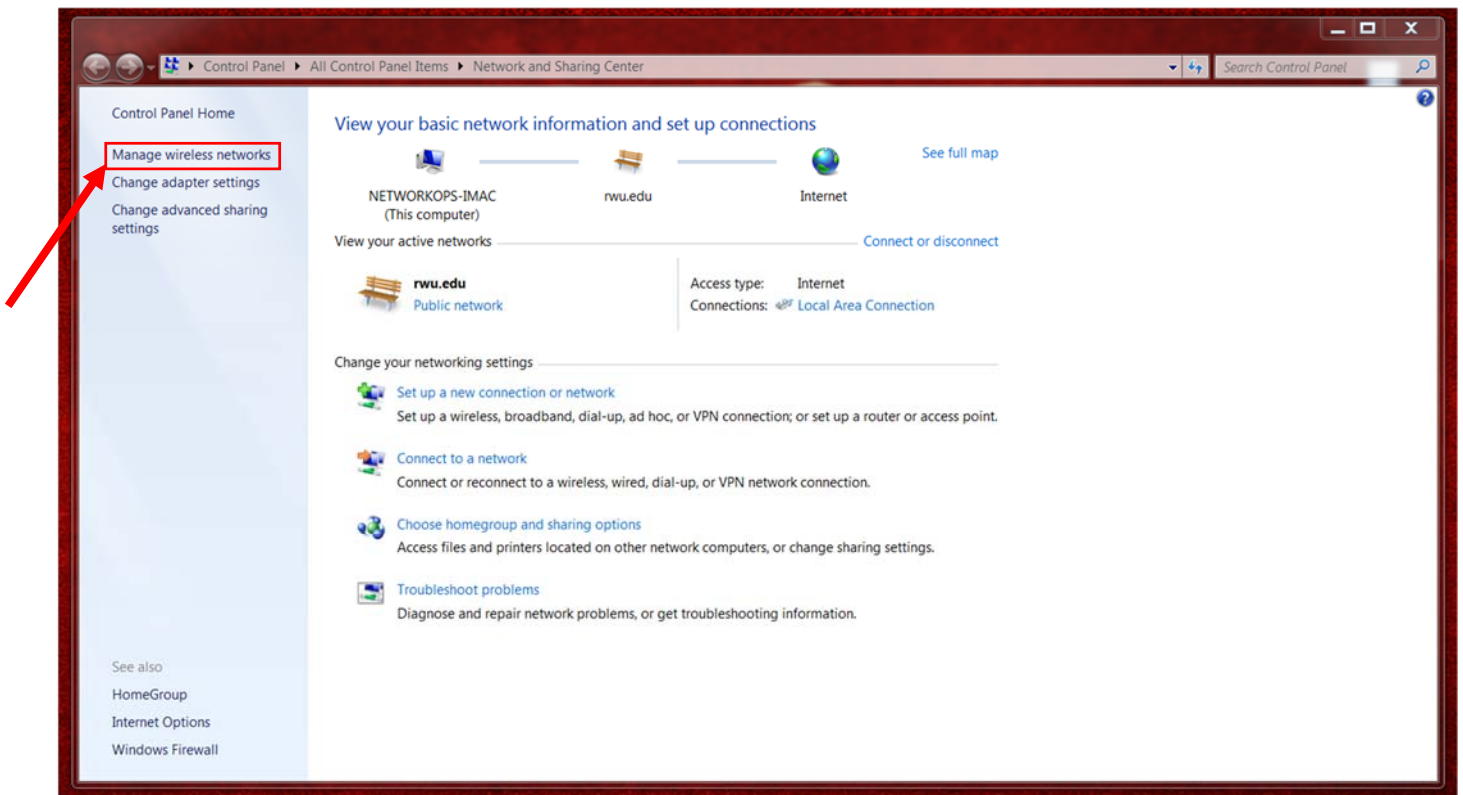 Control Panel ▸ All Control Panel Items ▸ Network and Sharing Center
Search Control Panel
Control Panel Home
Manage wireless networks
Change adapter settings
Change advanced sharing
settings
See also
HomeGroup
Internet Options
Windows Firewall
View your basic network information and set up connections
See full map
NETWORKOPS-IMAC
(This computer)
rwu.edu
Internet
View your active networks
Connect or disconnect
rwu.edu
Public network
Access type: Internet
Connections: Local Area Connection
Change your networking settings
Set up a new connection or network
Set up a wireless, broadband, dial-up, ad hoc, or VPN connection; or set up a router or access point.
Connect to a network
Connect or reconnect to a wireless, wired, dial-up, or VPN network connection.
Choose homegroup and sharing options
Access files and printers located on other network computers, or change sharing settings.
Troubleshoot problems
Diagnose and repair network problems, or get troubleshooting information.